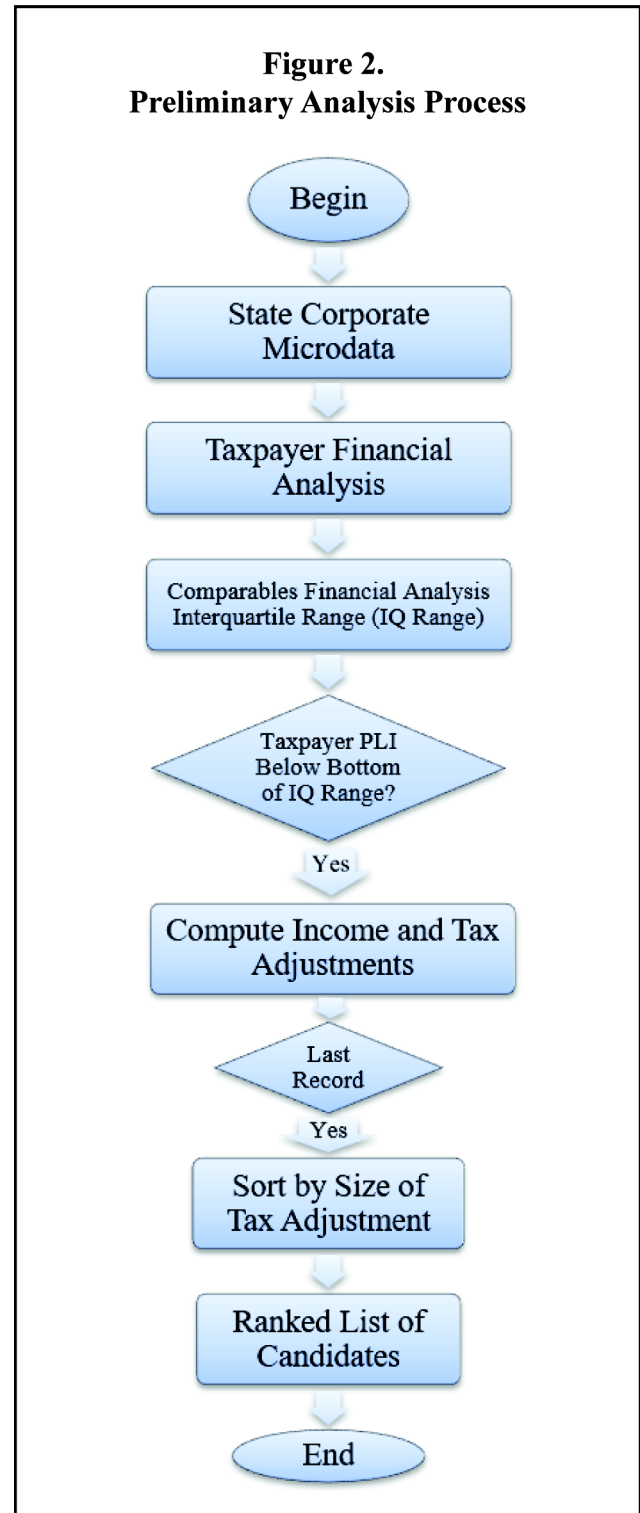 Figure 2.
Preliminary Analysis Process
Begin
State Corporate
Microdata
Taxpayer Financial
Analysis
Comparables Financial Analysis
Interquartile Range (IQ Range)
Taxpayer PLI
Below Bottom
of IQ Range?
Yes
Compute Income and Tax
Adjustments
Last
Record
Yes
Sort by Size of
Tax Adjustment
Ranked List of
Candidates
End